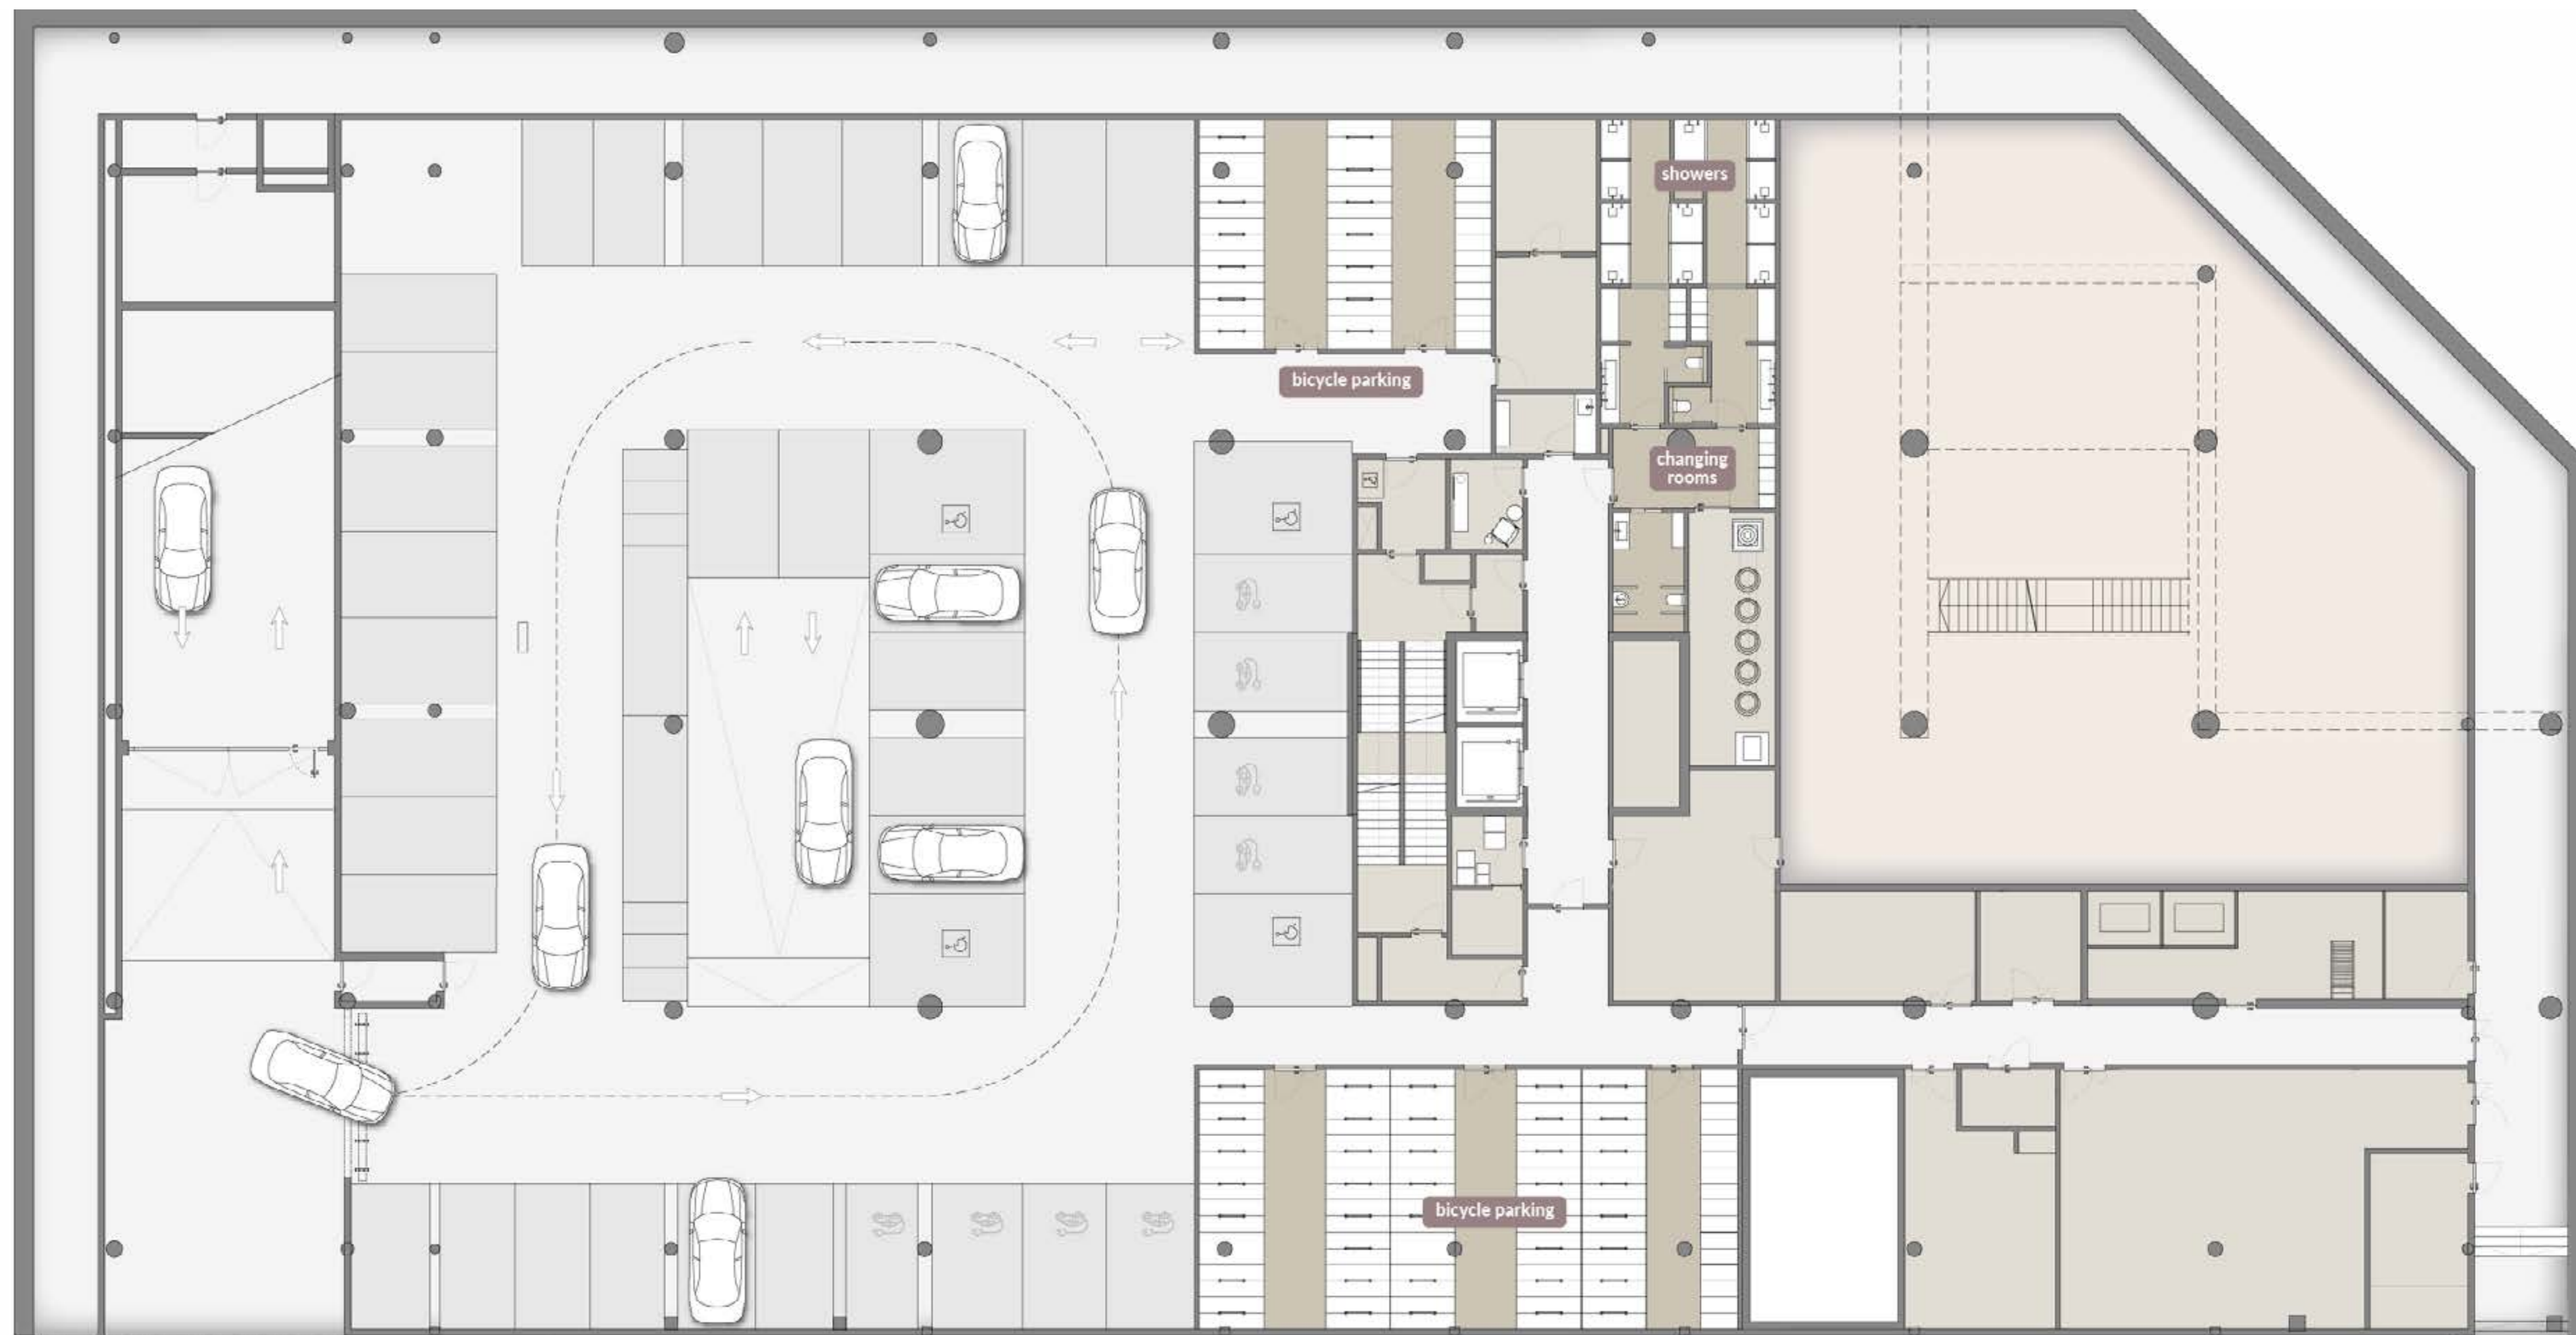 showers
bicycle parking
changing
rooms
bicycle parking